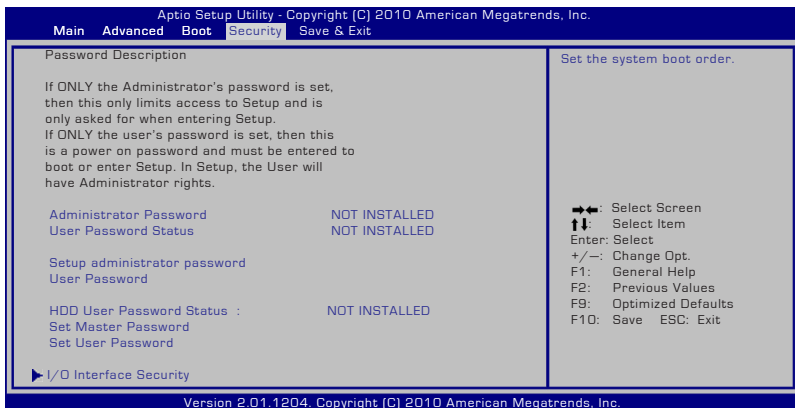 Aptio Setup Utility - Copyright (C) 2010 American Megatrends, Inc.
Main Advanced Boot Security Save & Exit
Password Description
If ONLY the Administrator's password is set,
then this only limits access to Setup and is
only asked for when entering Setup.
If ONLY the user's password is set, then this
is a power on password and must be entered to
boot or enter Setup. In Setup, the User will
have Administrator rights.
Administrator Password NOT INSTALLED
User Password Status NOT INSTALLED
Setup administrator password
User Password
HDD User Password Status : NOT INSTALLED
Set Master Password
Set User Password
I/O Interface Security
Set the system boot order.
→←: Select Screen
↑↓: Select Item
Enter: Select
+/—: Change Opt.
F1: General Help
F2: Previous Values
F9: Optimized Defaults
F10: Save ESC: Exit
Version 2.01.1204. Copyright (C) 2010 American Megatrends, Inc.